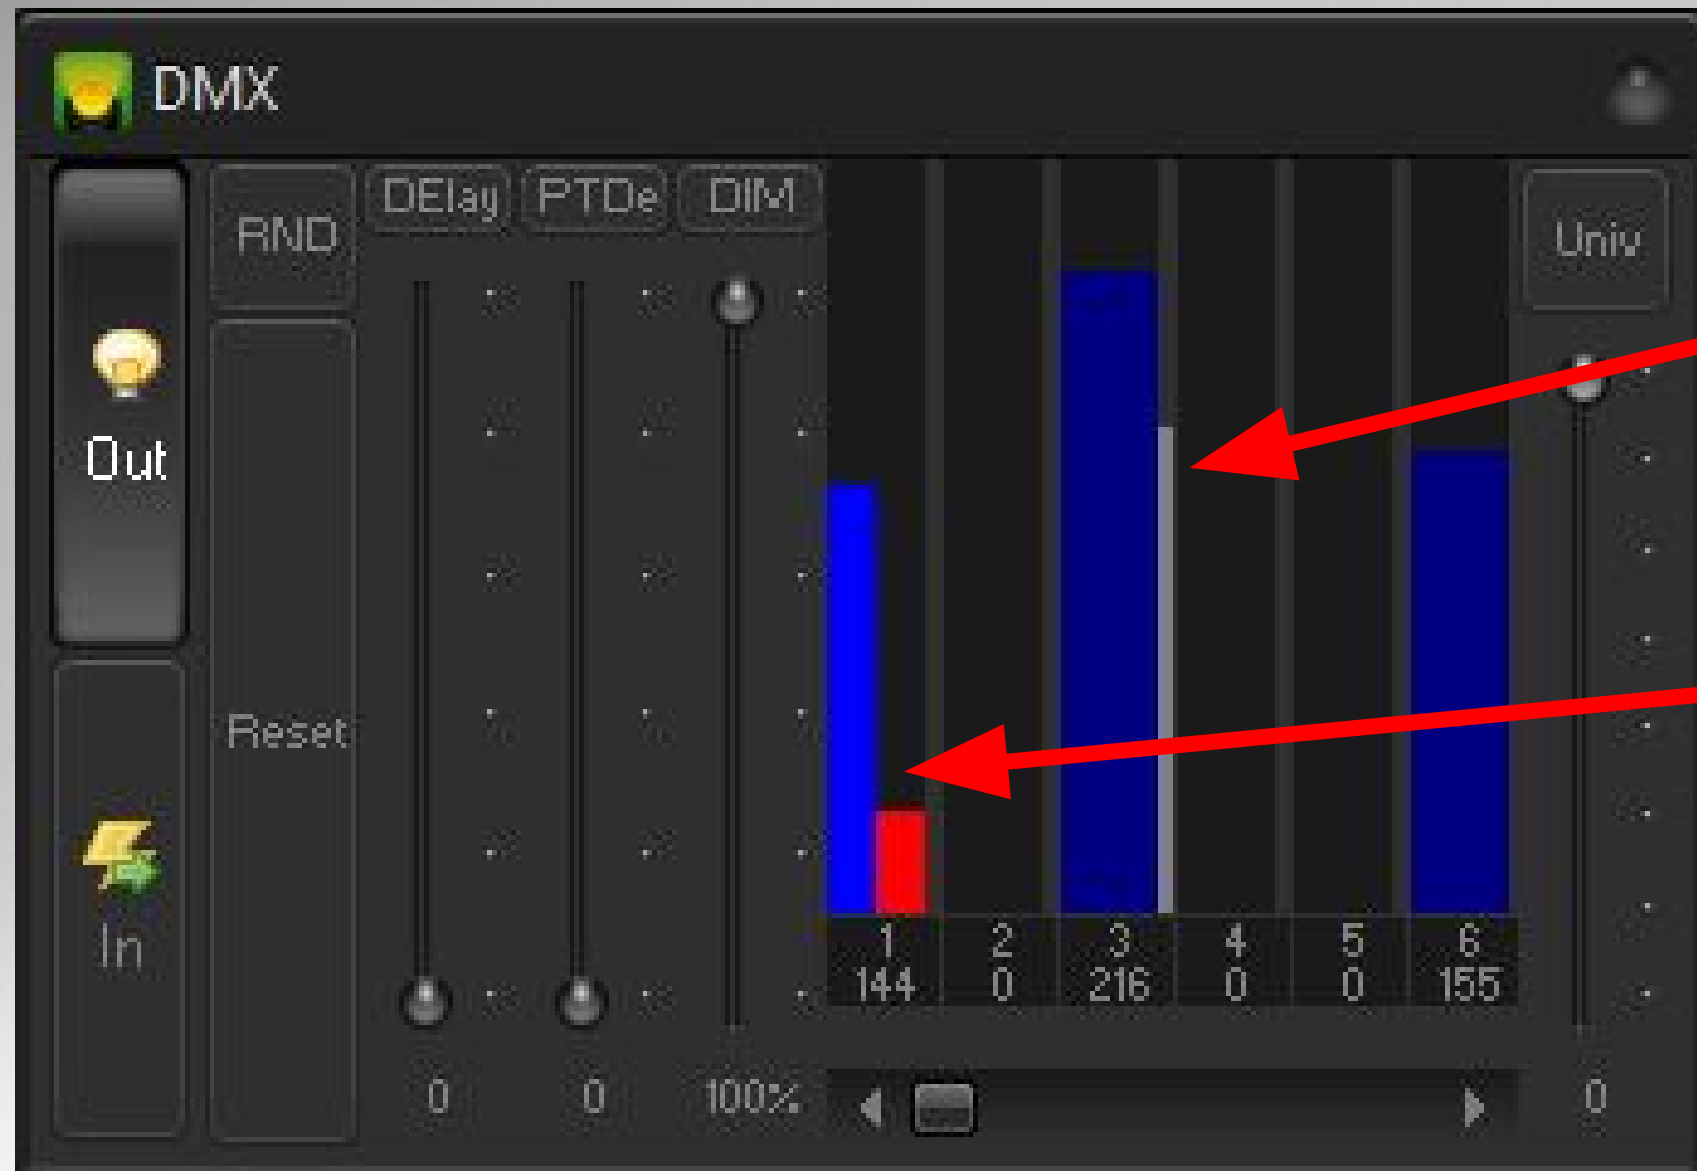 DMX
RND
DElay PTDe DIM
Univ
Out
Reset
In
1 2 3 4 5 6
144 0 216 0 0 155
0 0 100% 0